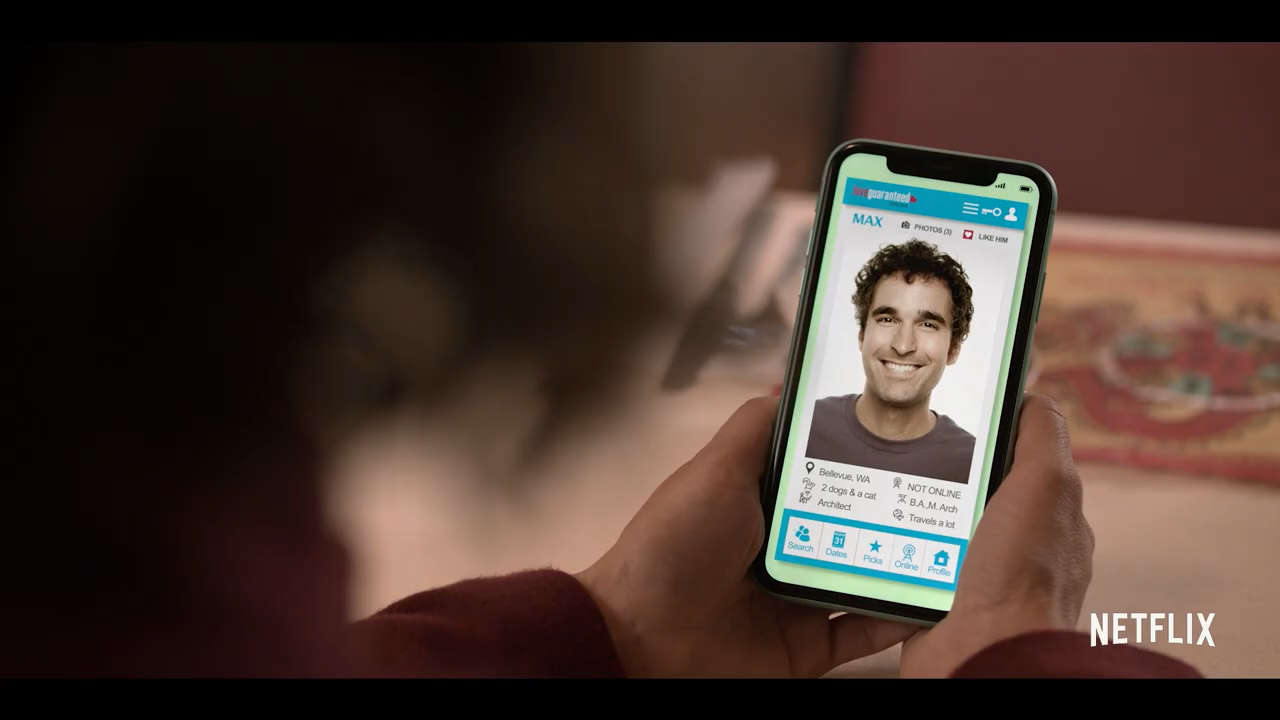 guaranteed
MAX
PHOTOS (3)
LIKE HIM
Bellevue, WA
NOT ONLINE
2 dogs & a cat
B.A.,M. Arch
Architect
Travels a lot
31
Search
Dates
Picks
Online
Profile
NETFLIX